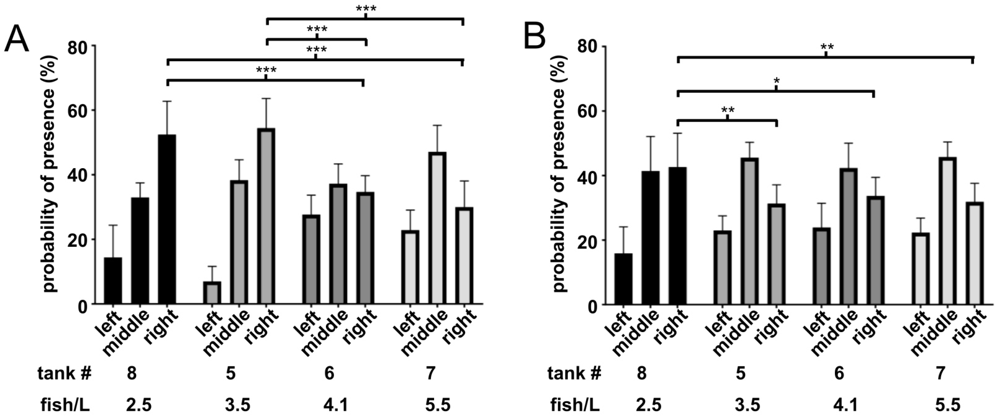 A
probability of presence (%)
80
60
40
20
0
***
***
***
***
left middle right left middle right left middle right left middle right
tank # 8 5 6 7
fish/L 2.5 3.5 4.1 5.5
B
probability of presence (%)
80
60
40
20
0
**
*
**
left middle right left middle right left middle right left middle right
tank # 8 5 6 7
fish/L 2.5 3.5 4.1 5.5